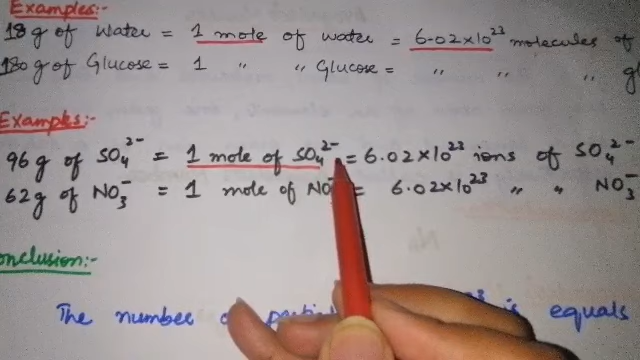 Examples:-
18 g of Water = 1 mole of water = 6.02×10²³ molecules of
180 g of Glucose = 1 〃 〃 Glucose = 〃 〃 〃 gl
Examples:-
96 g of SO₄²⁻ = 1 mole of SO₄²⁻ = 6.02×10²³ ions of SO₄²⁻
62 g of NO₃⁻ = 1 mole of NO₃⁻ = 6.02×10²³ 〃 〃 NO₃⁻
onclusion:
The number is equals